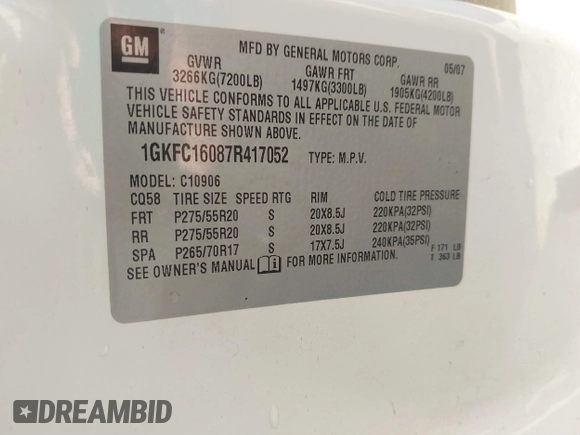 GM
MFD BY GENERAL MOTORS CORP. 05/07
GVWR GAWR FRT GAWR RR
3266KG(7200LB) 1497KG(3300LB) 1905KG(4200LB)
THIS VEHICLE CONFORMS TO ALL APPLICABLE U.S. FEDERAL MOTOR
VEHICLE SAFETY STANDARDS IN EFFECT ON THE DATE OF
MANUFACTURE SHOWN ABOVE.
1GKFC16087R417052 TYPE: M.P.V.
MODEL: C10906
CQ58 TIRE SIZE SPEED RTG RIM COLD TIRE PRESSURE
FRT P275/55R20 S 20X8.5J 220KPA(32PSI)
RR P275/55R20 S 20X8.5J 220KPA(32PSI)
SPA P265/70R17 S 17X7.5J 240KPA(35PSI) F 171 LB
SEE OWNER'S MANUAL FOR MORE INFORMATION. T 363 LB
DREAMBID